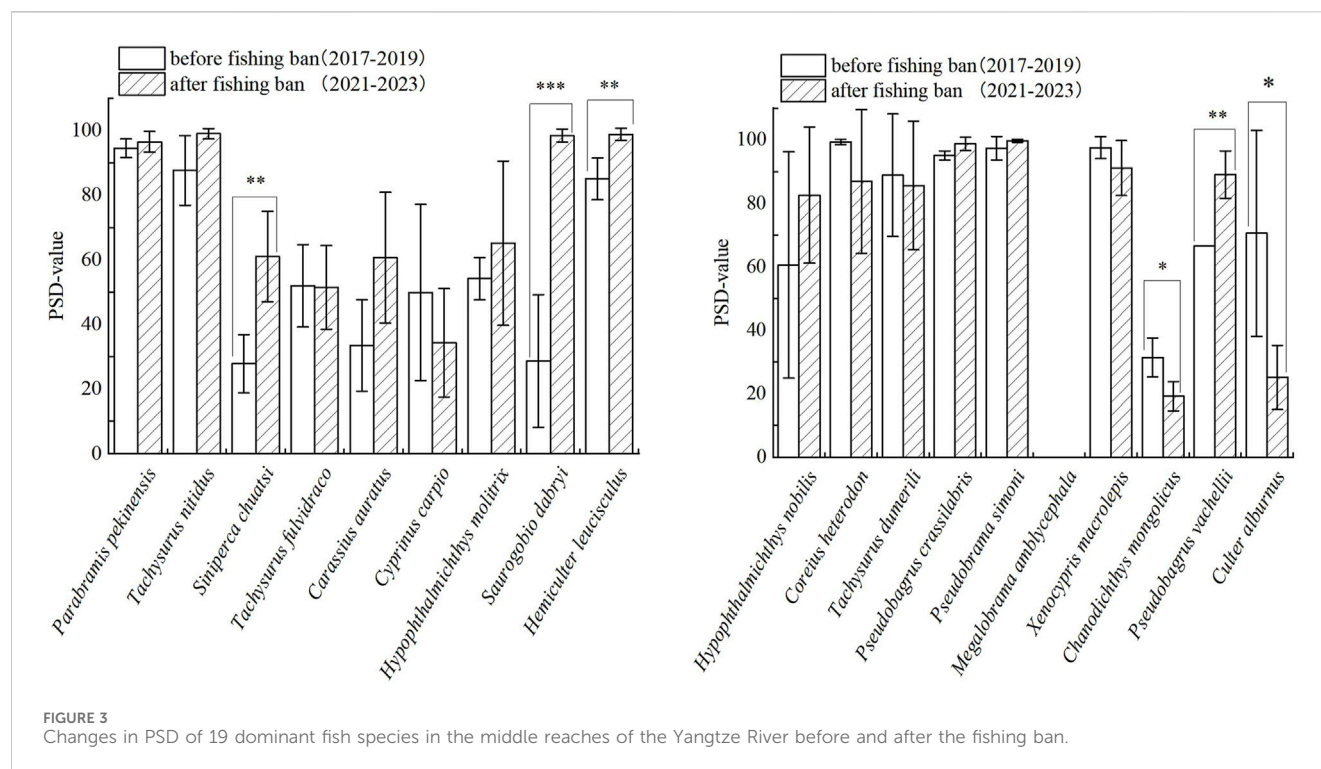 before fishing ban(2017-2019)
after fishing ban (2021-2023)
***
**
**
100
80
60
40
20
0
PSD-value
Parabramis pekinensis
Tachysurus nitidus
Siniperca chuatsi
Tachysurus fulvidraco
Carassius auratus
Cyprinus carpio
Hypophthalmichthys molitrix
Saurogobio dabryi
Hemiculter leucisculus
before fishing ban(2017-2019)
after fishing ban (2021-2023)
*
**
*
100
80
60
40
20
0
PSD-value
Hypophthalmichthys nobilis
Coreius heterodon
Tachysurus dumerili
Pseudobagrus crassilabris
Pseudobrama simoni
Megalobrama amblycephala
Xenocypris macrolepis
Chanodichthys mongolicus
Pseudobagrus vachellii
Culter alburnus
FIGURE 3
Changes in PSD of 19 dominant fish species in the middle reaches of the Yangtze River before and after the fishing ban.